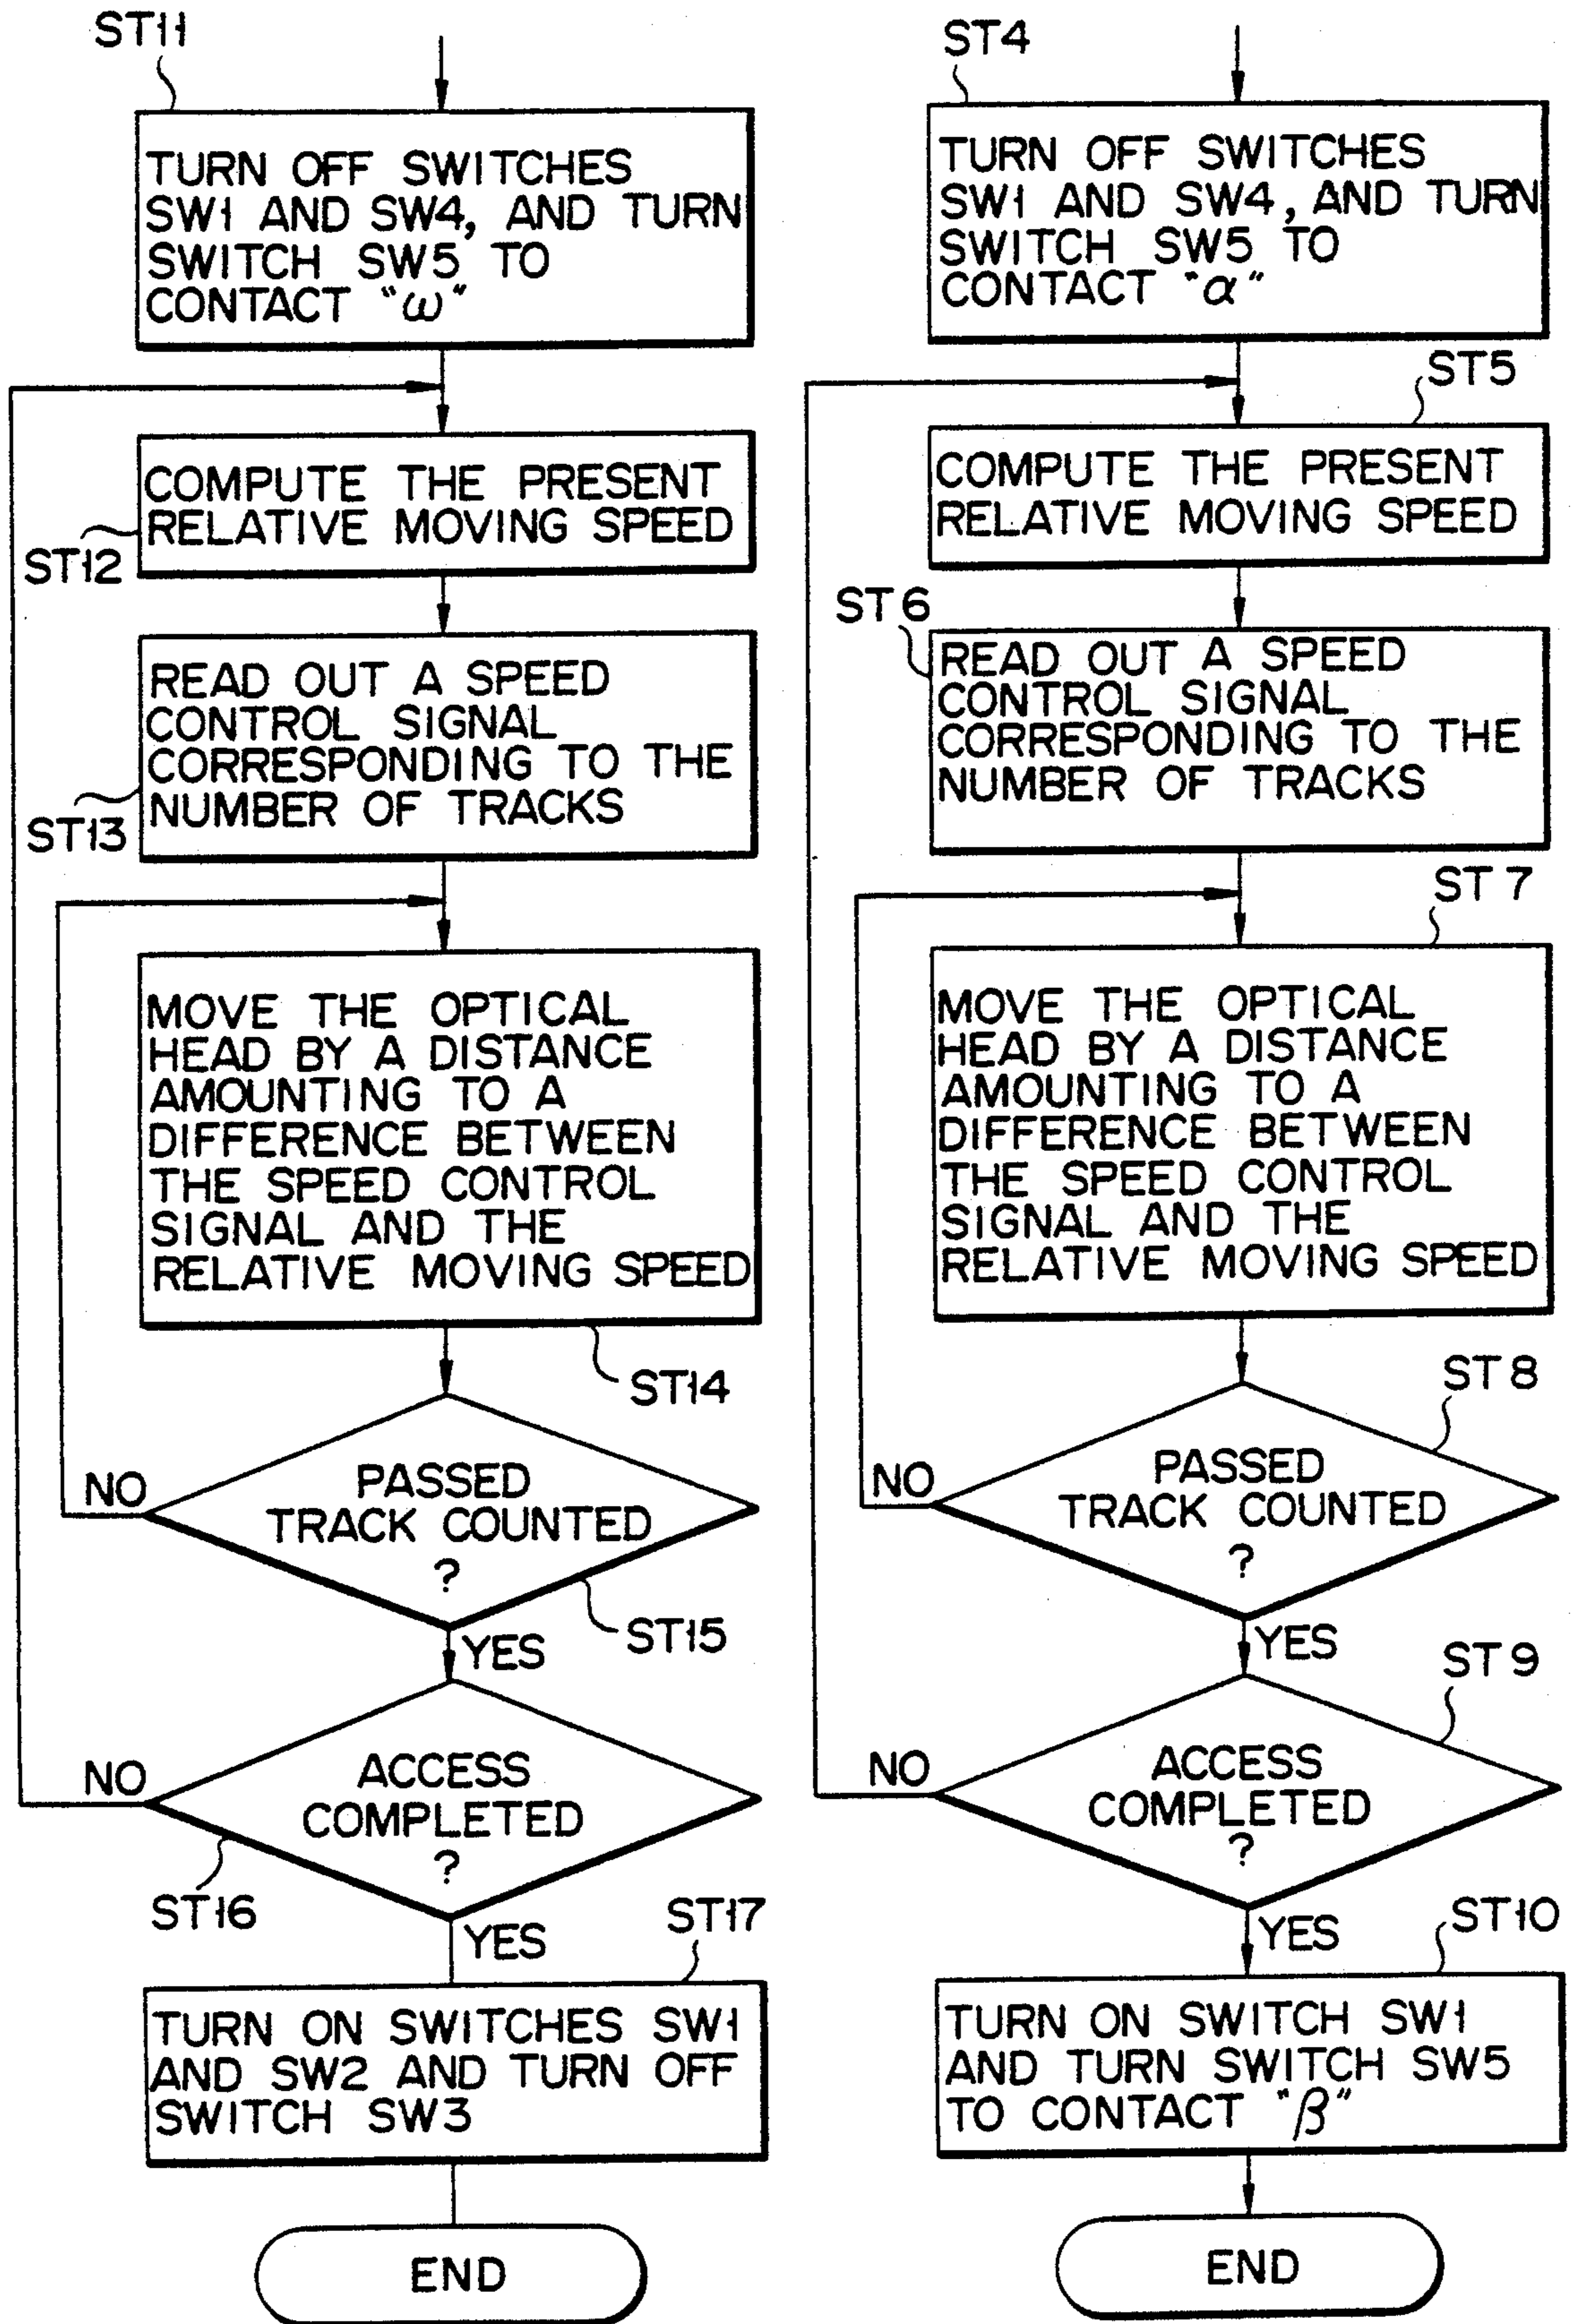 ST11
TURN OFF SWITCHES
SW1 AND SW4, AND TURN
SWITCH SW5 TO
CONTACT "ω"
COMPUTE THE PRESENT
RELATIVE MOVING SPEED
ST12
READ OUT A SPEED
CONTROL SIGNAL
CORRESPONDING TO THE
NUMBER OF TRACKS
ST13
MOVE THE OPTICAL
HEAD BY A DISTANCE
AMOUNTING TO A
DIFFERENCE BETWEEN
THE SPEED CONTROL
SIGNAL AND THE
RELATIVE MOVING SPEED
ST14
NO
PASSED
TRACK COUNTED
?
ST15
YES
NO
ACCESS
COMPLETED
?
ST16
YES
ST17
TURN ON SWITCHES SW1
AND SW2 AND TURN OFF
SWITCH SW3
END
ST4
TURN OFF SWITCHES
SW1 AND SW4, AND TURN
SWITCH SW5 TO
CONTACT "α"
ST5
COMPUTE THE PRESENT
RELATIVE MOVING SPEED
ST6
READ OUT A SPEED
CONTROL SIGNAL
CORRESPONDING TO THE
NUMBER OF TRACKS
ST7
MOVE THE OPTICAL
HEAD BY A DISTANCE
AMOUNTING TO A
DIFFERENCE BETWEEN
THE SPEED CONTROL
SIGNAL AND THE
RELATIVE MOVING SPEED
ST8
NO
PASSED
TRACK COUNTED
?
YES
ST9
NO
ACCESS
COMPLETED
?
YES
ST10
TURN ON SWITCH SW1
AND TURN SWITCH SW5
TO CONTACT "β"
END